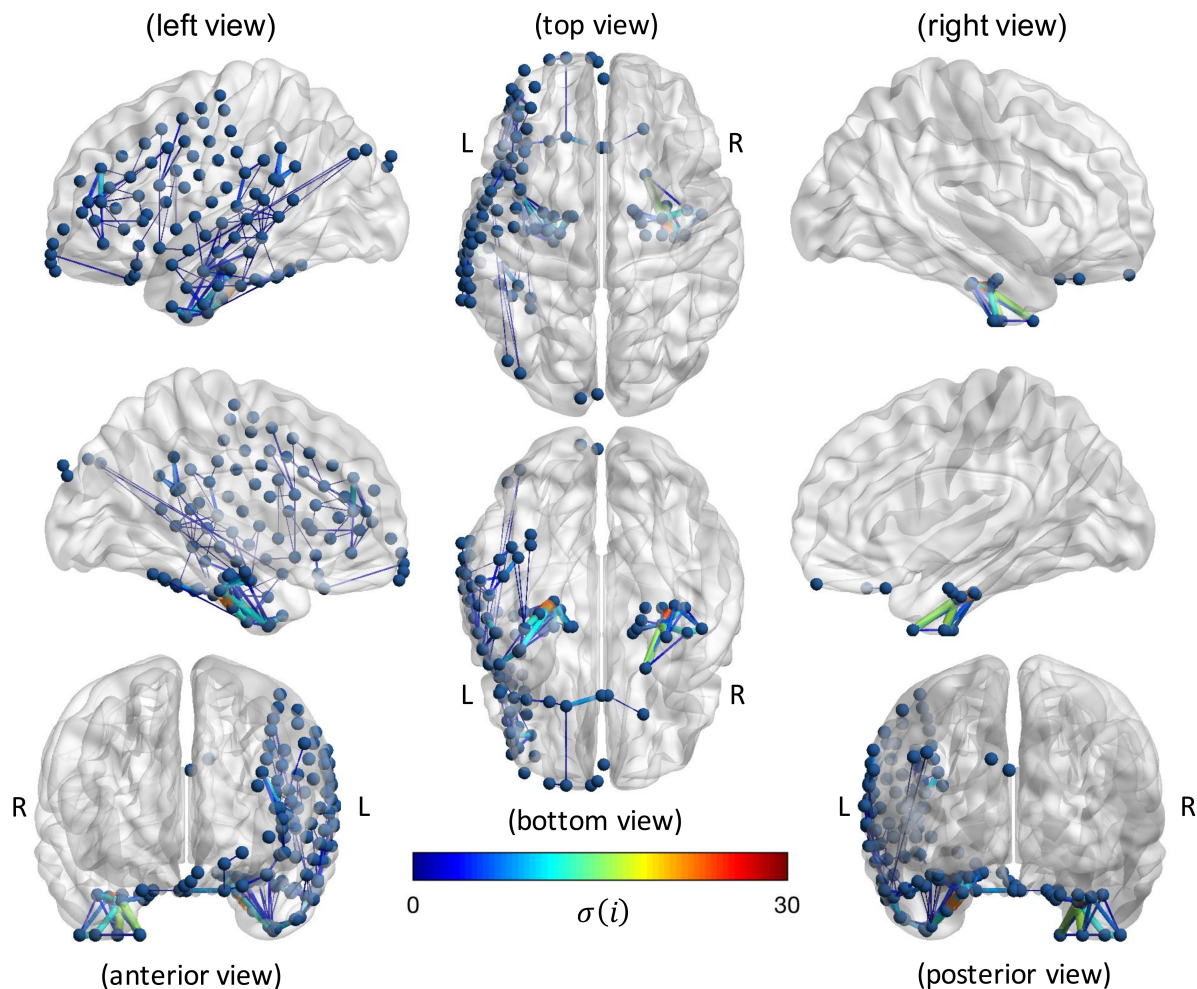 (left view)
(top view)
(right view)
L
R
L
R
R
L
(bottom view)
L
R
0
σ(i)
30
(anterior view)
(posterior view)